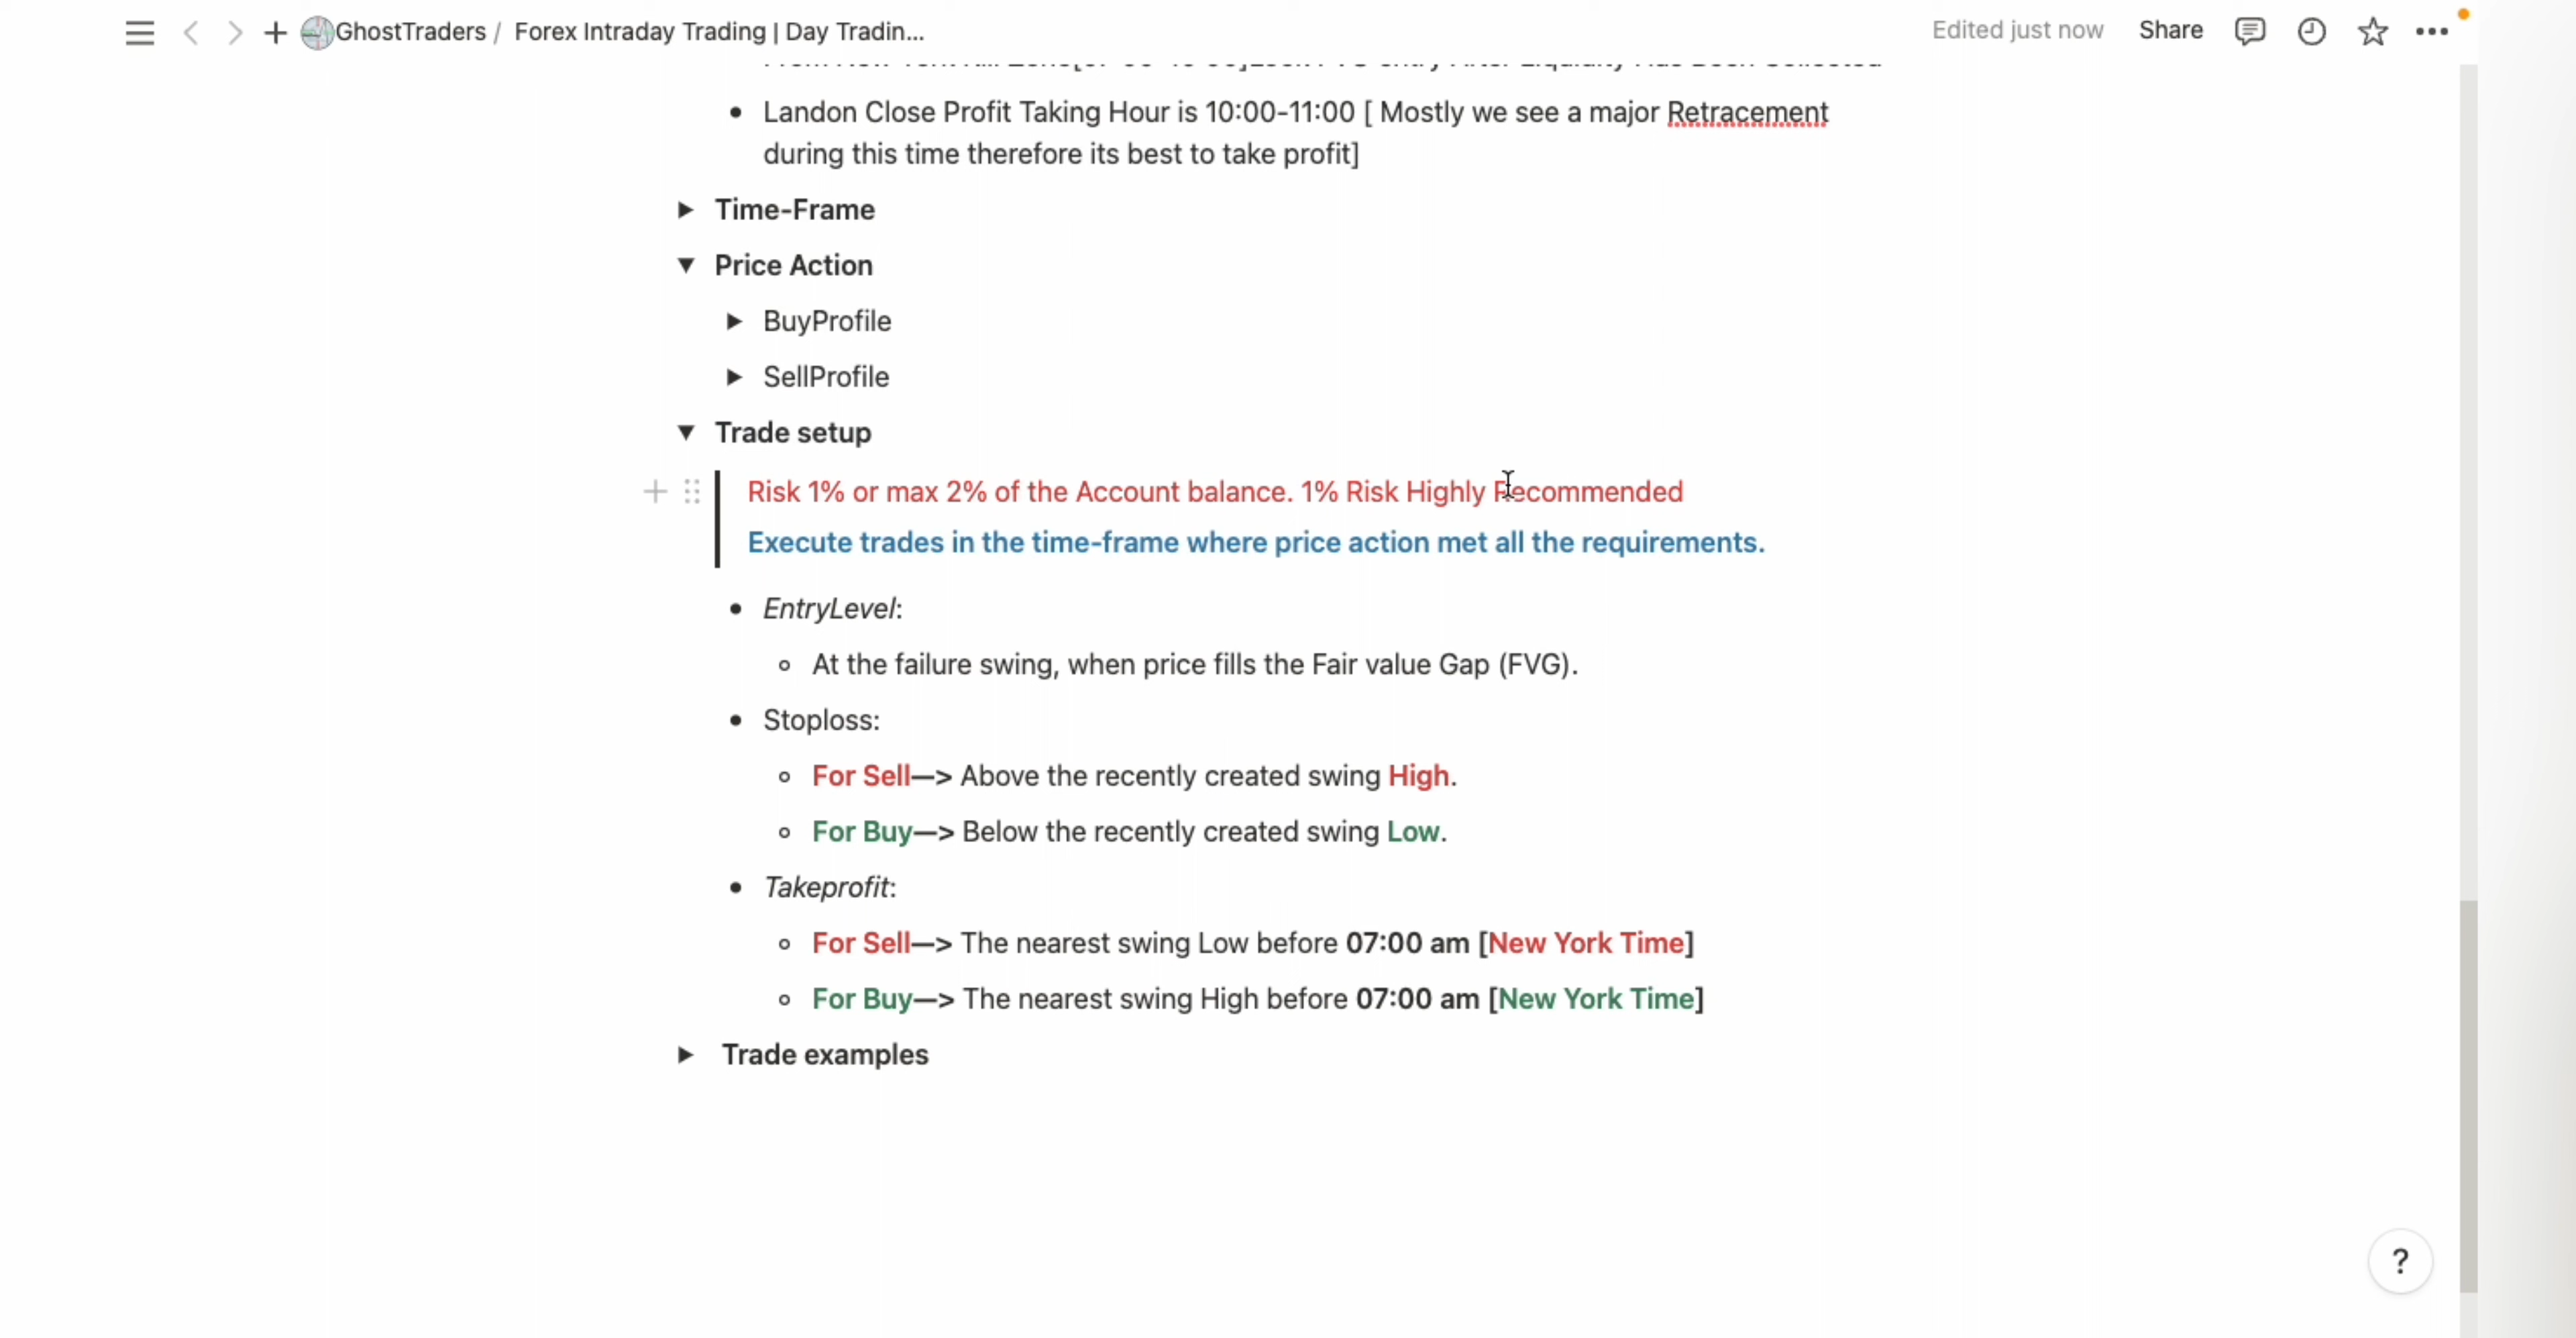 GhostTraders / Forex Intraday Trading | Day Tradin...
Edited just now Share
Landon Close Profit Taking Hour is 10:00-11:00 [ Mostly we see a major Retracement
during this time therefore its best to take profit]
Time-Frame
Price Action
BuyProfile
SellProfile
Trade setup
Risk 1% or max 2% of the Account balance. 1% Risk Highly Recommended
Execute trades in the time-frame where price action met all the requirements.
EntryLevel:
At the failure swing, when price fills the Fair value Gap (FVG).
Stoploss:
For Sell—> Above the recently created swing High.
For Buy—> Below the recently created swing Low.
Takeprofit:
For Sell—> The nearest swing Low before 07:00 am [New York Time]
For Buy—> The nearest swing High before 07:00 am [New York Time]
Trade examples
?